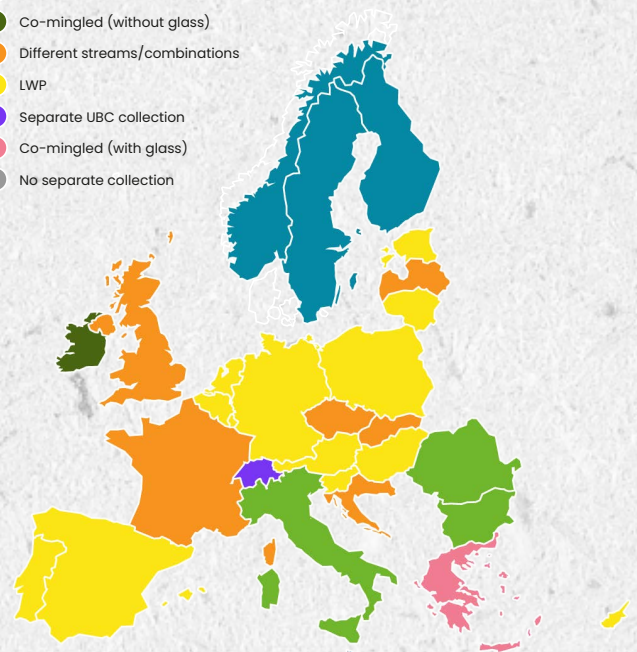 Co-mingled (without glass)
Different streams/combinations
LWP
Separate UBC collection
Co-mingled (with glass)
No separate collection